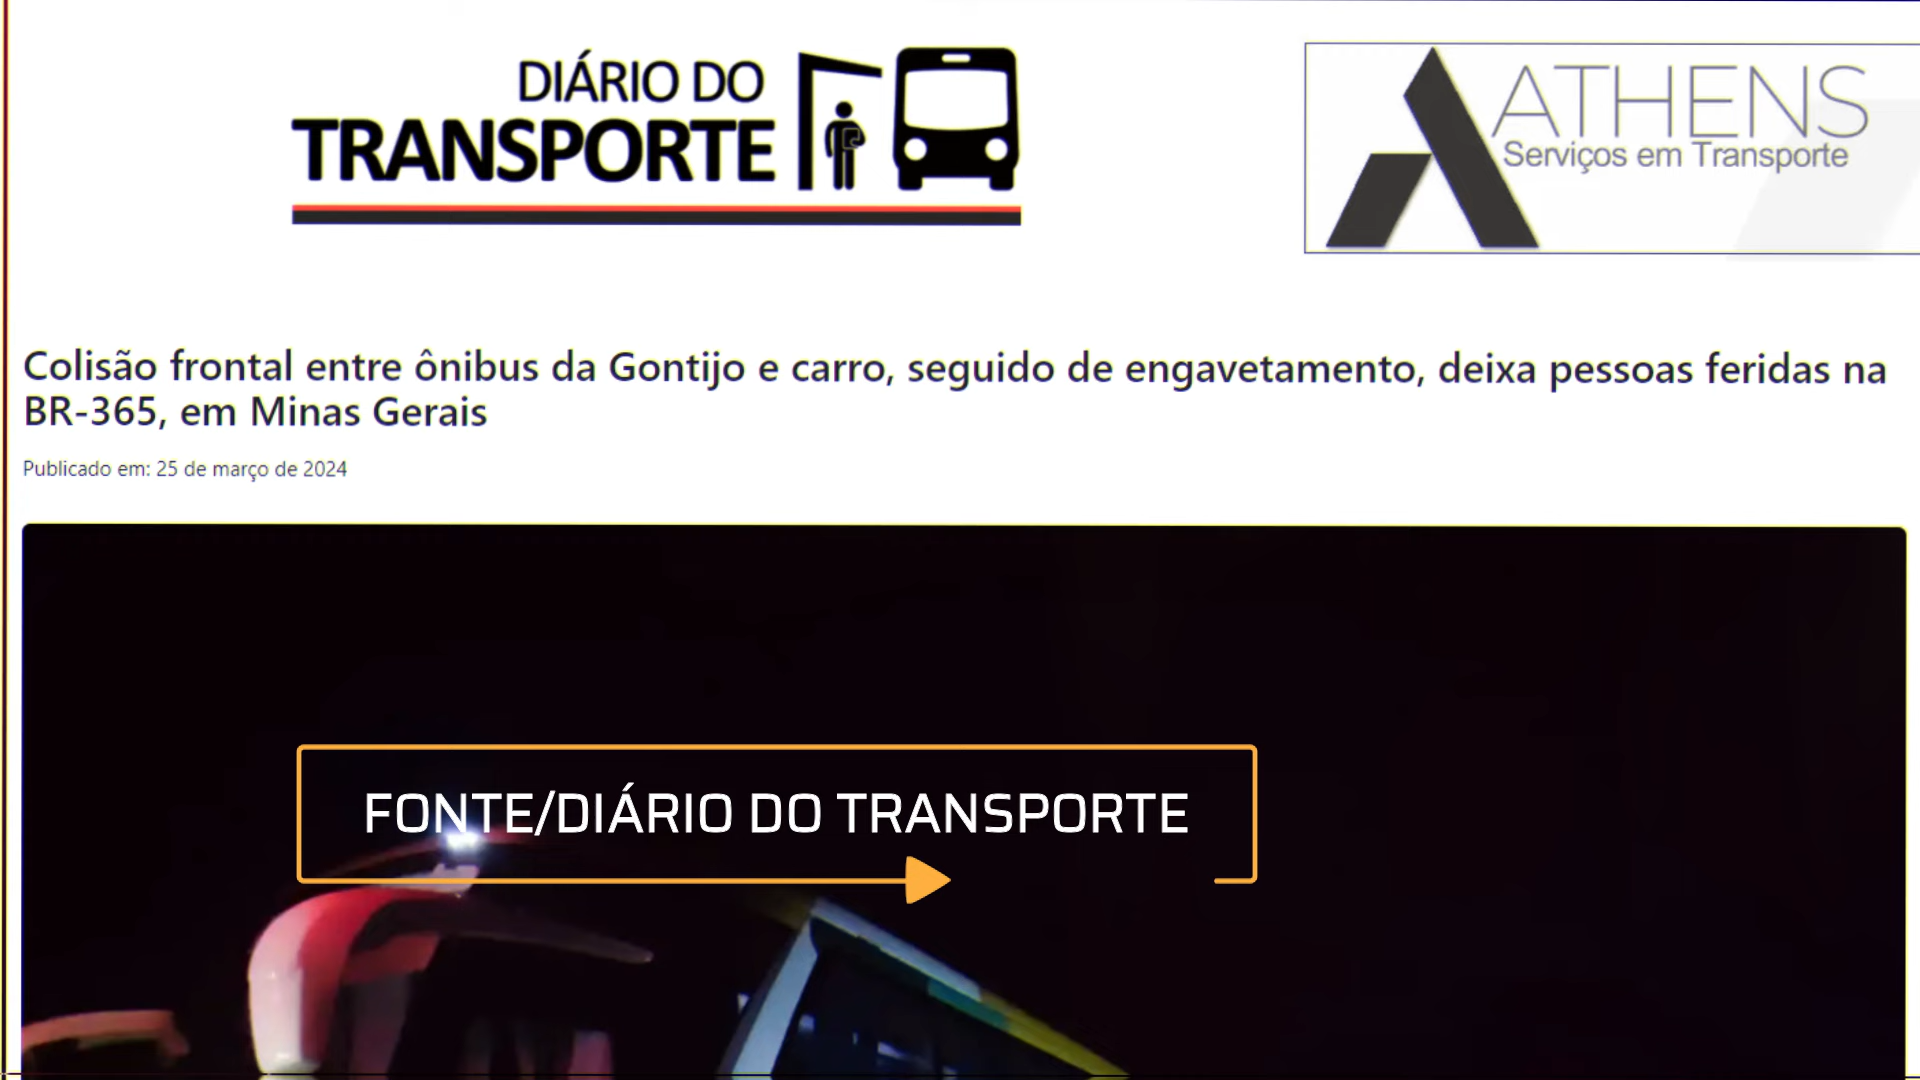 DIÁRIO DO
TRANSPORTE
ATHENS
Serviços em Transporte
Colisão frontal entre ônibus da Gontijo e carro, seguido de engavetamento, deixa pessoas feridas na
BR-365, em Minas Gerais
Publicado em: 25 de março de 2024
FONTE/DIÁRIO DO TRANSPORTE